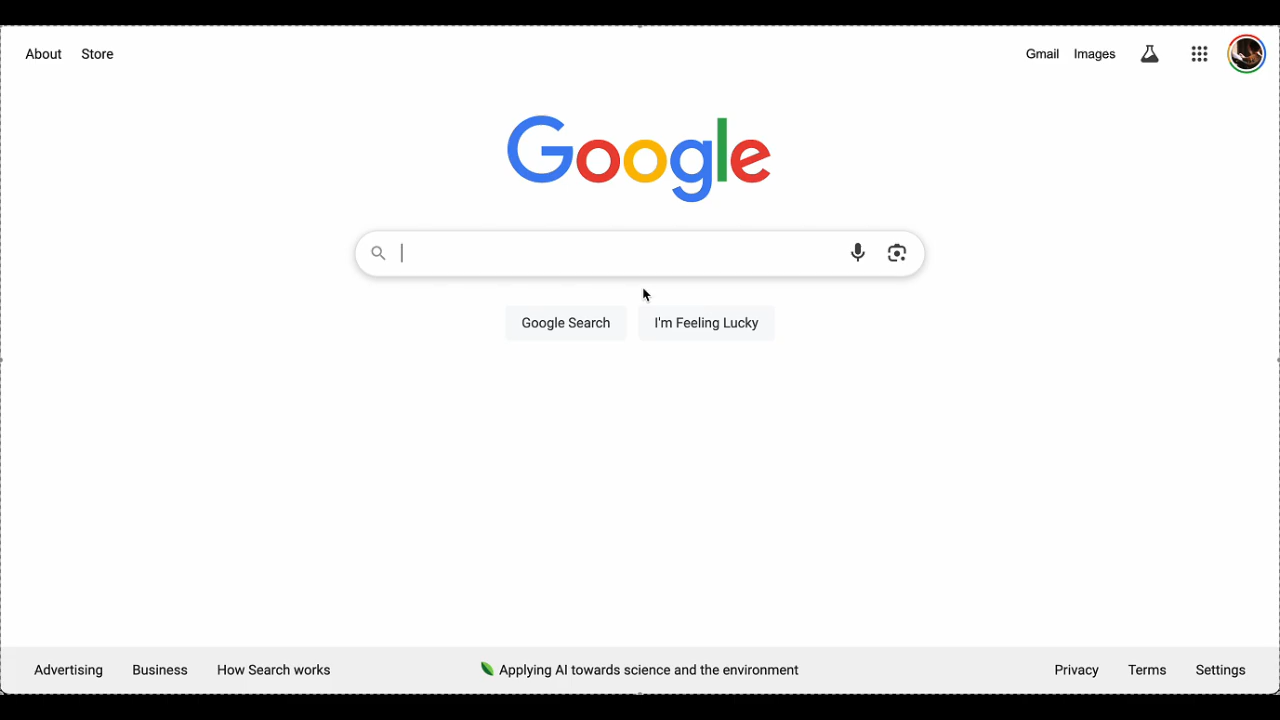 About Store
Gmail Images
Google
Google Search I'm Feeling Lucky
Advertising Business How Search works
Applying AI towards science and the environment
Privacy Terms Settings